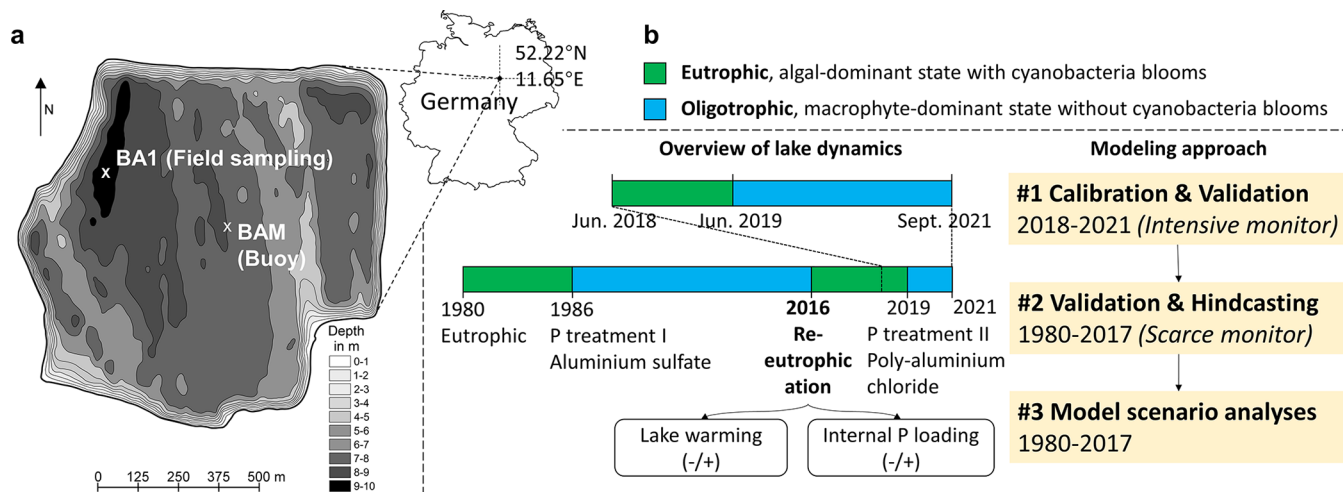 a
N
52.22°N
11.65°E
Germany
x BA1 (Field sampling)
x BAM
(Buoy)
Depth
in m
0-1
1-2
2-3
3-4
4-5
5-6
6-7
7-8
8-9
9-10
0 125 250 375 500 m
b
Eutrophic, algal-dominant state with cyanobacteria blooms
Oligotrophic, macrophyte-dominant state without cyanobacteria blooms
Overview of lake dynamics
Jun. 2018 Jun. 2019 Sept. 2021
1980 1986 2016 2019 2021
Eutrophic
P treatment I
Aluminium sulfate
Re-
eutrophic
ation
P treatment II
Poly-aluminium
chloride
Lake warming
(-/+)
Internal P loading
(-/+)
Modeling approach
#1 Calibration & Validation
2018-2021 (Intensive monitor)
#2 Validation & Hindcasting
1980-2017 (Scarce monitor)
#3 Model scenario analyses
1980-2017